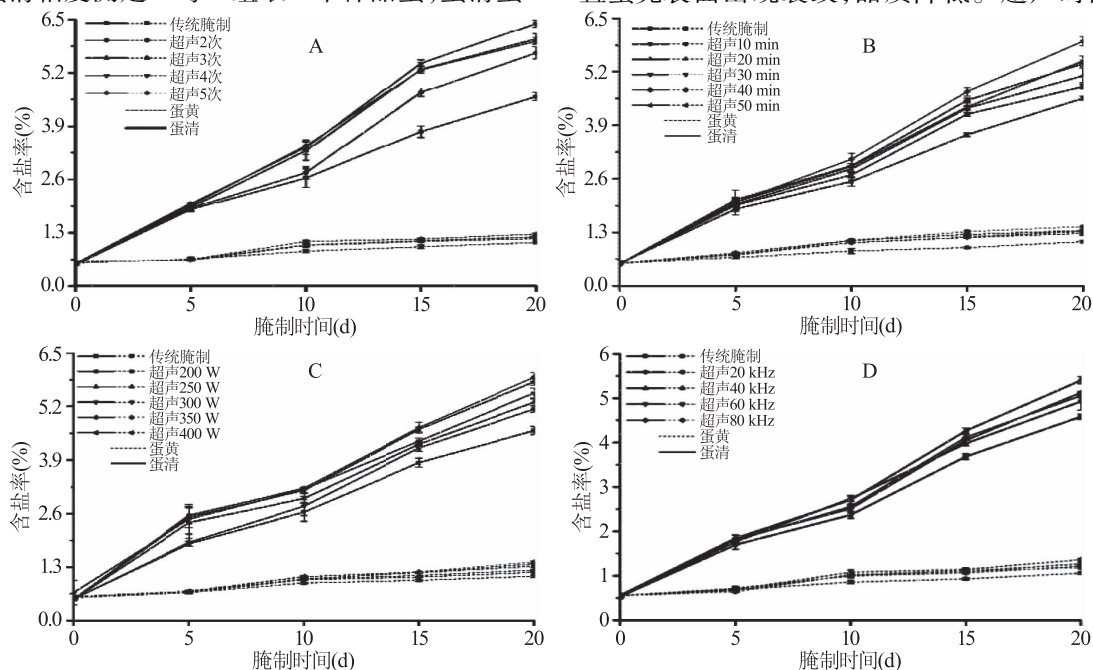 A
传统腌制
超声2次
超声3次
超声4次
超声5次
蛋黄
蛋清
含盐率(%)
6.5
5.2
3.9
2.6
1.3
0.0
0 5 10 15 20
腌制时间(d)
B
传统腌制
超声10 min
超声20 min
超声30 min
超声40 min
超声50 min
蛋黄
蛋清
含盐率(%)
6.5
5.2
3.9
2.6
1.3
0.0
0 5 10 15 20
腌制时间(d)
C
传统腌制
超声200 W
超声250 W
超声300 W
超声350 W
超声400 W
蛋黄
蛋清
含盐率(%)
6.5
5.2
3.9
2.6
1.3
0.0
0 5 10 15 20
腌制时间(d)
D
传统腌制
超声20 kHz
超声40 kHz
超声60 kHz
超声80 kHz
蛋黄
蛋清
含盐率(%)
6
5
4
3
2
1
0
0 5 10 15 20
腌制时间(d)